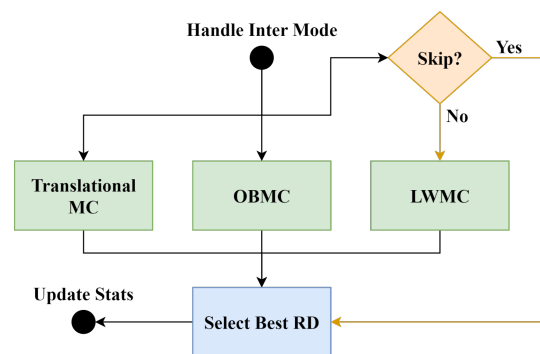 Handle Inter Mode
Skip?
Yes
No
Translational
MC
OBMC
LWMC
Update Stats
Select Best RD